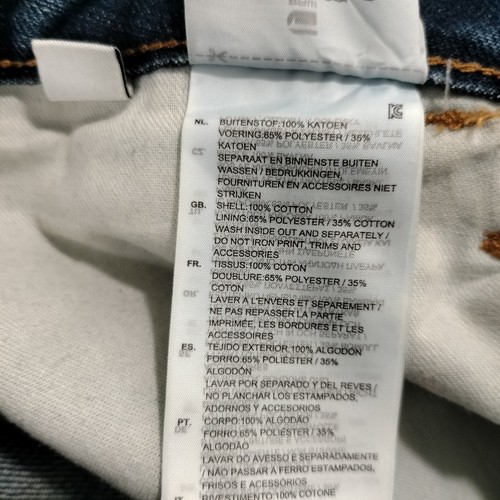 NL. BUITENSTOF:100% KATOEN
VOERING:65% POLYESTER / 35%
KATOEN
SEPARAAT EN BINNENSTE BUITEN
WASSEN / BEDRUKKINGEN,
FOURNITUREN EN ACCESSOIRES NIET
STRIJKEN
GB. SHELL:100% COTTON
LINING:65% POLYESTER / 35% COTTON
WASH INSIDE OUT AND SEPARATELY /
DO NOT IRON PRINT, TRIMS AND
ACCESSORIES
FR. TISSUS:100% COTON
DOUBLURE:65% POLYESTER / 35%
COTON
LAVER A L'ENVERS ET SEPAREMENT /
NE PAS REPASSER LA PARTIE
IMPRIMÉE, LES BORDURES ET LES
ACCESSOIRES
ES. TEJIDO EXTERIOR:100% ALGODÓN
FORRO:65% POLIÉSTER / 35%
ALGODÓN
LAVAR POR SEPARADO Y DEL REVES /
NO PLANCHAR LOS ESTAMPADOS,
ADORNOS Y ACCESORIOS
PT. CORPO:100% ALGODÃO
FORRO:65% POLIÉSTER / 35%
ALGODÃO
LAVAR DO AVESSO E SEPARADAMENTE
/ NÃO PASSAR A FERRO ESTAMPADOS,
FRISOS E ACESSÓRIOS
IT. RIVESTIMENTO:100% COTONE